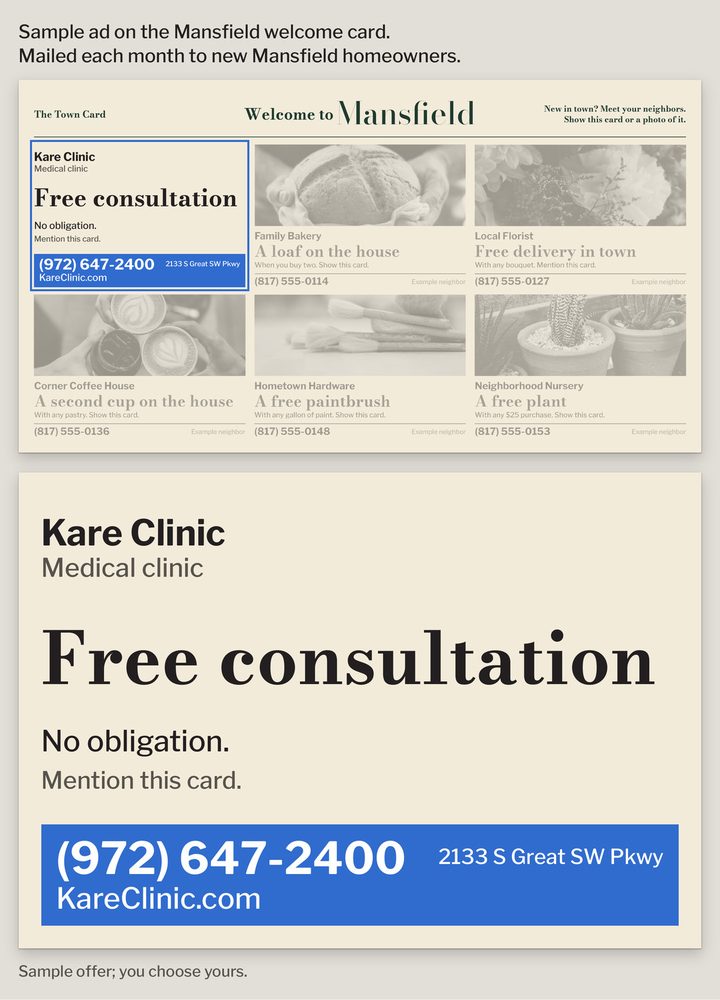 Sample ad on the Mansfield welcome card.
Mailed each month to new Mansfield homeowners.
The Town Card
Welcome to Mansfield
New in town? Meet your neighbors.
Show this card or a photo of it.
Kare Clinic
Medical clinic
Free consultation
No obligation.
Mention this card.
(972) 647-2400 2133 S Great SW Pkwy
KareClinic.com
Family Bakery
A loaf on the house
When you buy two. Show this card.
(817) 555-0114 Example neighbor
Local Florist
Free delivery in town
With any bouquet. Mention this card.
(817) 555-0127 Example neighbor
Corner Coffee House
A second cup on the house
With any pastry. Show this card.
(817) 555-0136 Example neighbor
Hometown Hardware
A free paintbrush
With any gallon of paint. Show this card.
(817) 555-0148 Example neighbor
Neighborhood Nursery
A free plant
With any $25 purchase. Show this card.
(817) 555-0153 Example neighbor
Kare Clinic
Medical clinic
Free consultation
No obligation.
Mention this card.
(972) 647-2400 2133 S Great SW Pkwy
KareClinic.com
Sample offer; you choose yours.